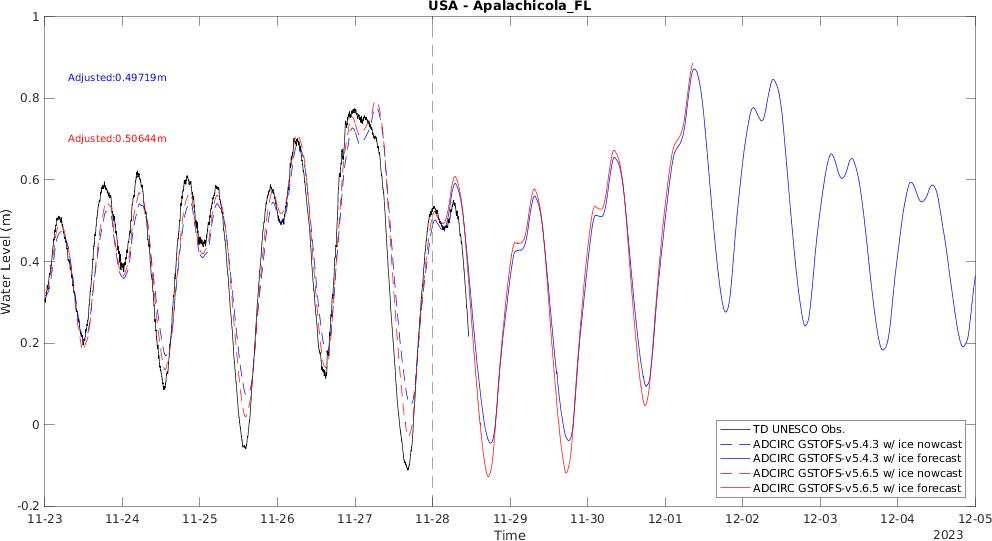 USA - Apalachicola_FL
1
0.8
0.6
0.4
0.2
0
-0.2
Water Level (m)
Adjusted:0.49719m
Adjusted:0.50644m
TD UNESCO Obs.
ADCIRC GSTOFS-v5.4.3 w/ ice nowcast
ADCIRC GSTOFS-v5.4.3 w/ ice forecast
ADCIRC GSTOFS-v5.6.5 w/ ice nowcast
ADCIRC GSTOFS-v5.6.5 w/ ice forecast
11-23 11-24 11-25 11-26 11-27 11-28 11-29 11-30 12-01 12-02 12-03 12-04 12-05
Time
2023